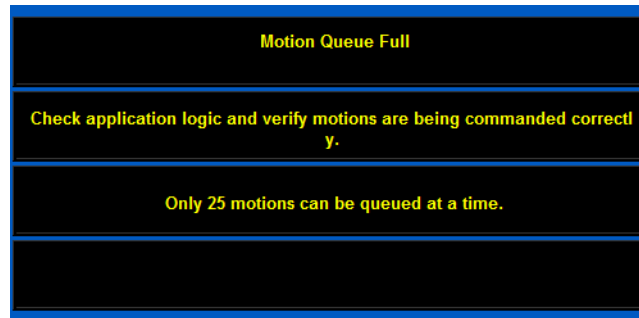 Motion Queue Full
Check application logic and verify motions are being commanded correctl
y.
Only 25 motions can be queued at a time.